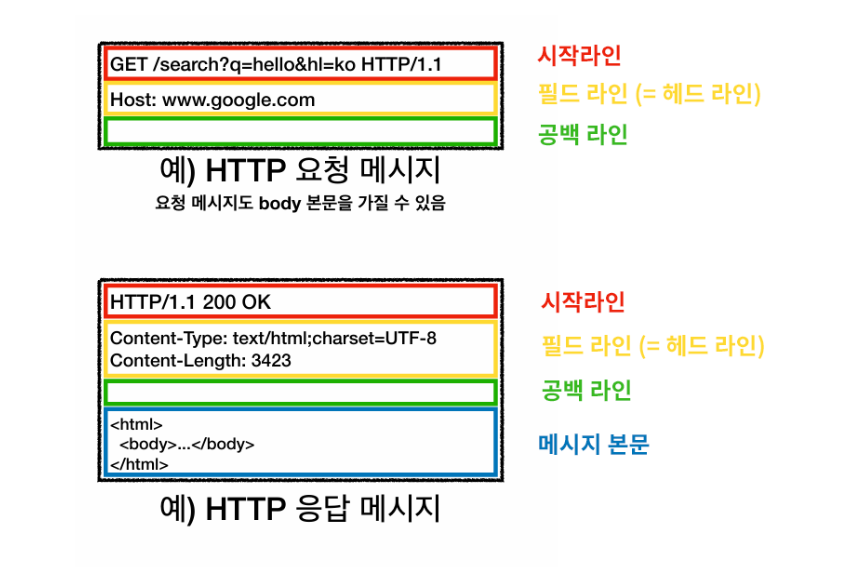 GET /search?q=hello&hl=ko HTTP/1.1
시작라인
Host: www.google.com
필드 라인 (= 헤드 라인)
공백 라인
예) HTTP 요청 메시지
요청 메시지도 body 본문을 가질 수 있음
HTTP/1.1 200 OK
시작라인
Content-Type: text/html;charset=UTF-8
Content-Length: 3423
필드 라인 (= 헤드 라인)
공백 라인
<html>
<body>...</body>
</html>
메시지 본문
예) HTTP 응답 메시지